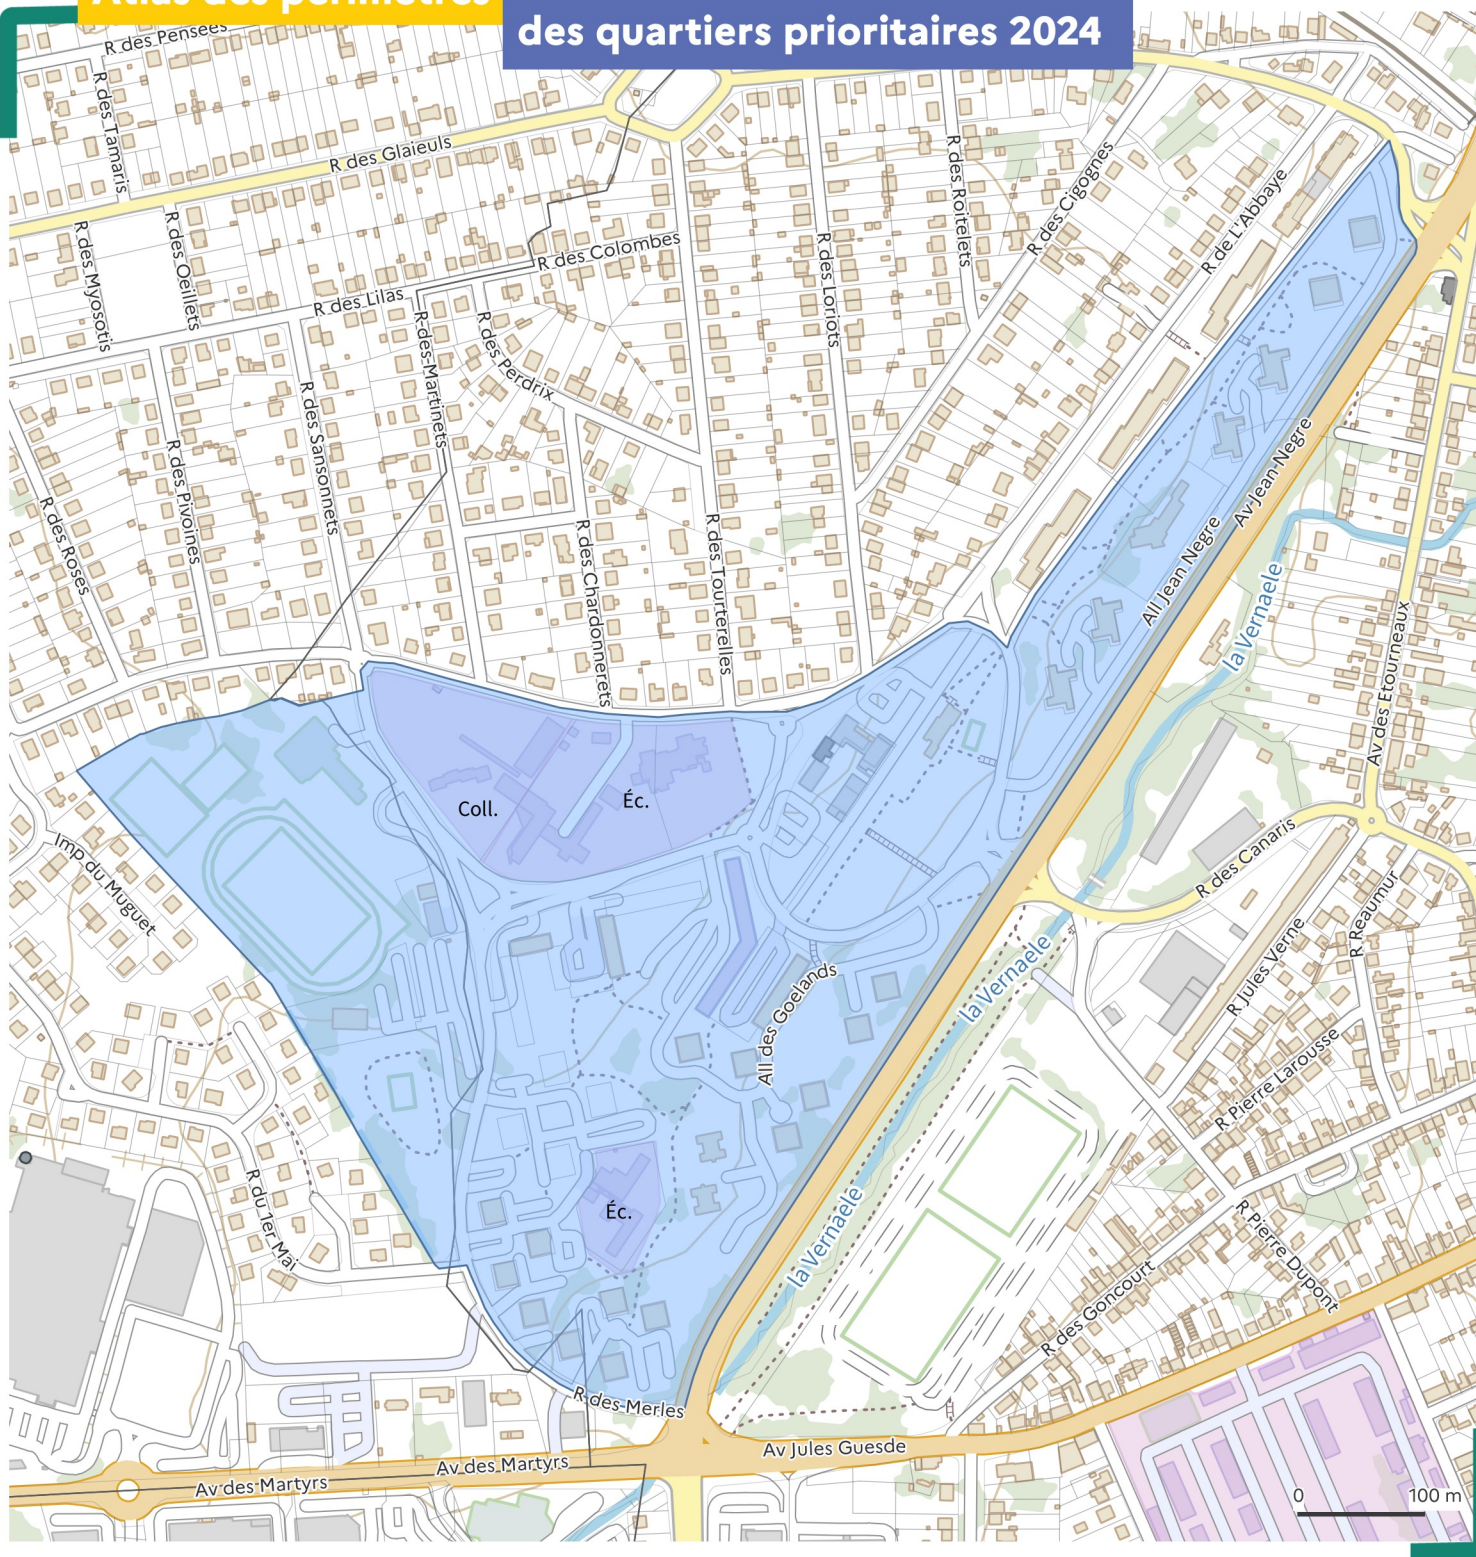 Atlas des périmètres
des quartiers prioritaires 2024
R des Pensées
R des Tamaris
R des Glaieuls
R des Myosotis
R des Oeillets
R des Colombes
R des Lilas
R des Loriots
R des Roitelets
R des Cigognes
R de L'Abbaye
R-des-Martinets
R des Perdrix
R des Sansonnets
R des Pivoines
R des Roses
R des Chardonnerets
R des Tourterelles
Av Jean Negre
All Jean Negre
la Vernaele
Av des Etourneaux
Coll.
Éc.
Imp du Muguet
R des Canaris
R Reaumur
R Jules Verne
la Vernaele
All des Goelands
R Pierre Larousse
Éc.
R du 1er Mai
la Vernaele
R Pierre Dupont
R des Goncourt
R des Merles
Av Jules Guesde
Av des Martyrs
Av des Martyrs
0 100 m